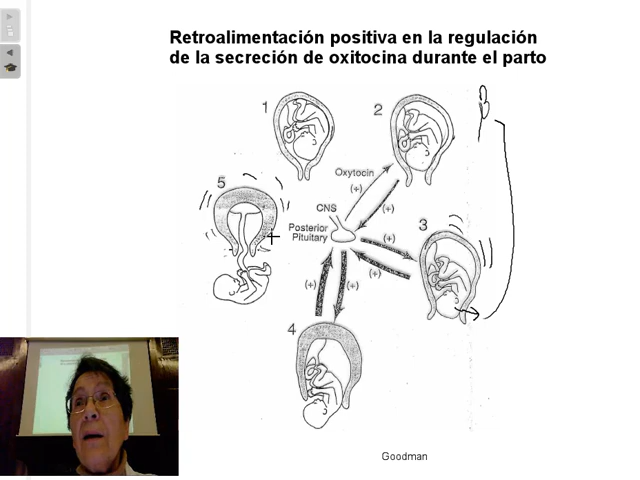 Retroalimentación positiva en la regulación
de la secreción de oxitocina durante el parto
1
2
Oxytocin
(+)
(+)
5
CNS
Posterior
Pituitary
(+)
3
(+)
(+)
(+)
4
Goodman